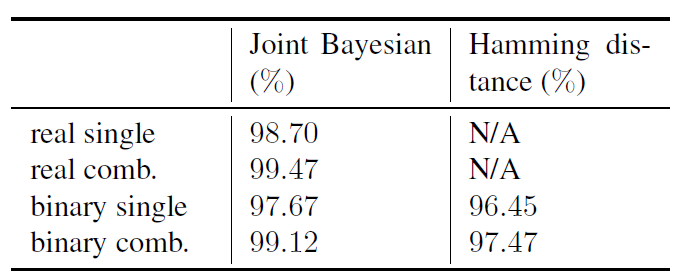 Joint Bayesian Hamming dis-
(%) tance (%)
real single 98.70 N/A
real comb. 99.47 N/A
binary single 97.67 96.45
binary comb. 99.12 97.47